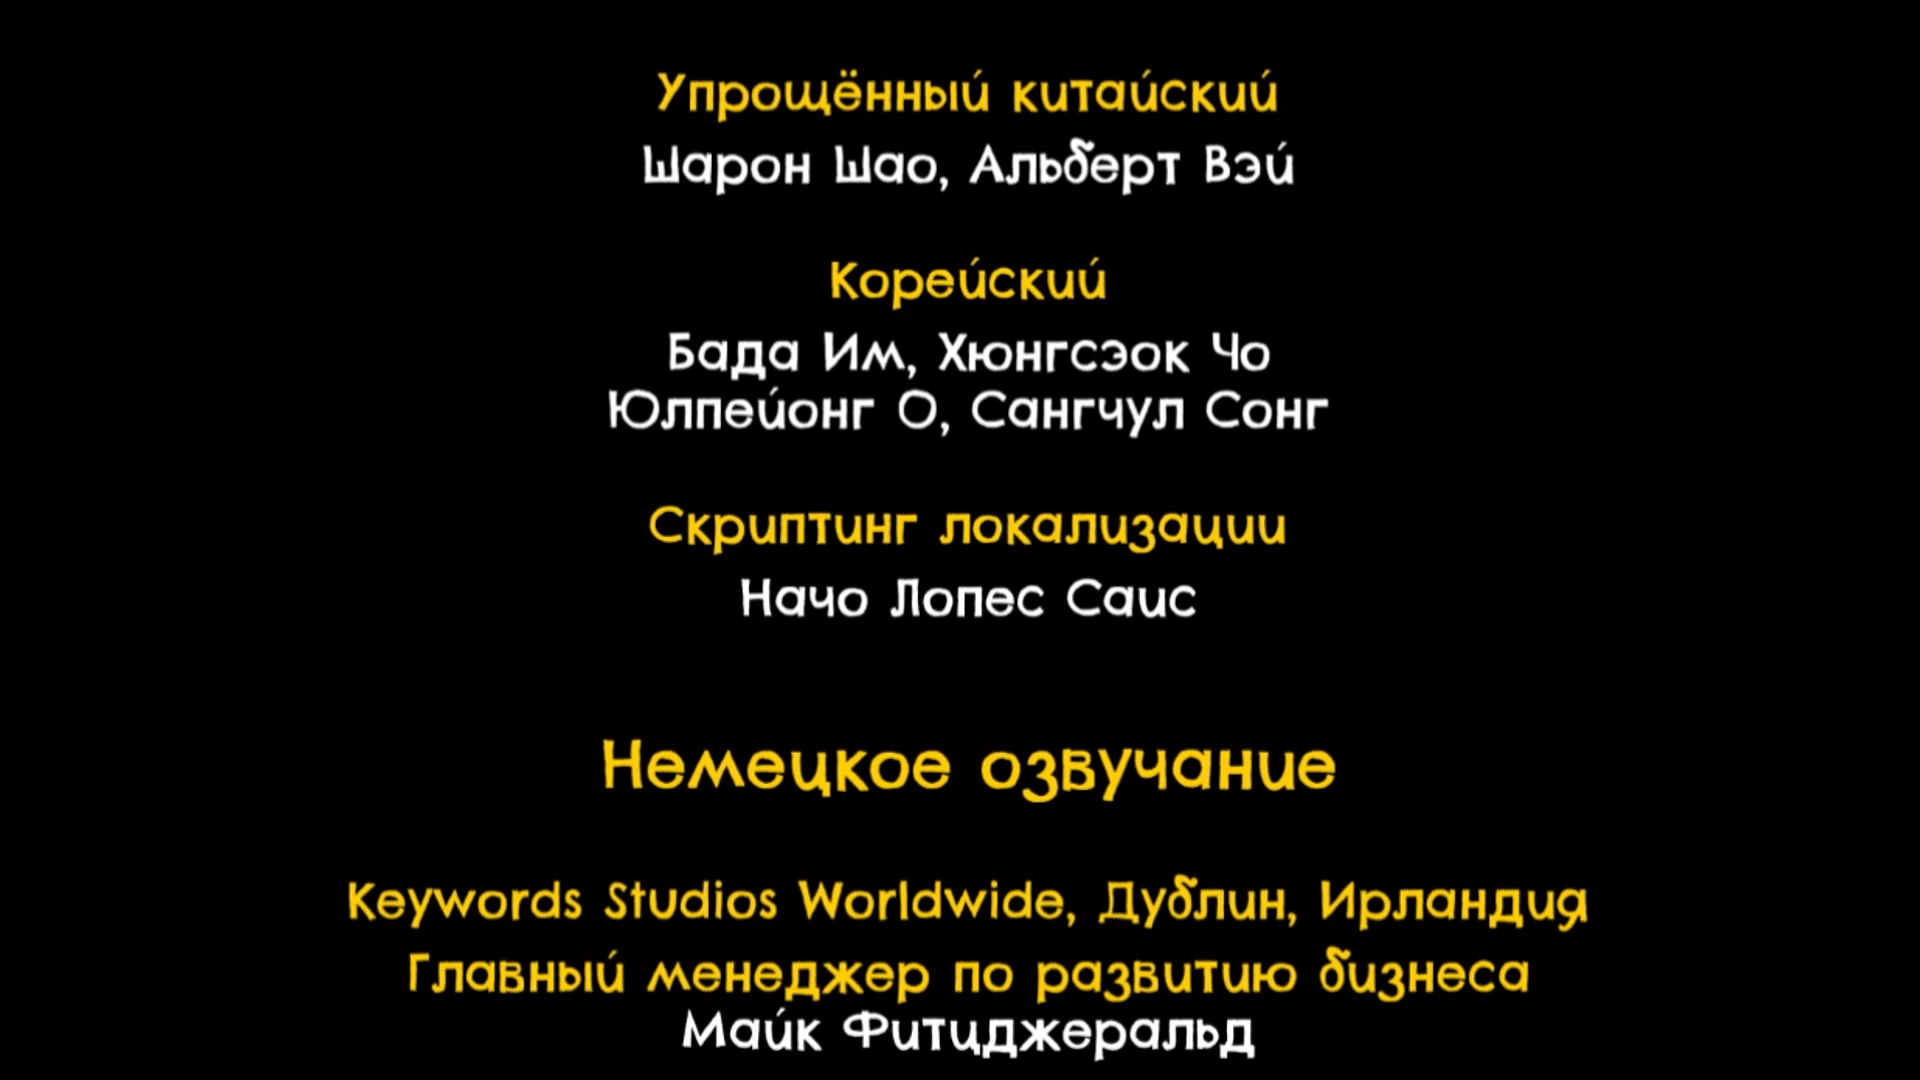 Упрощённый китайский
Шарон Шао, Альберт Вэй
Корейский
Бада Им, Хюнгсэок Чо
Юлпейонг О, Сангчул Сонг
Скриптинг локализации
Начо Лопес Саис
Немецкое озвучание
Keywords Studios Worldwide, Дублин, Ирландия
Главный менеджер по развитию бизнеса
Майк Фитцджеральд